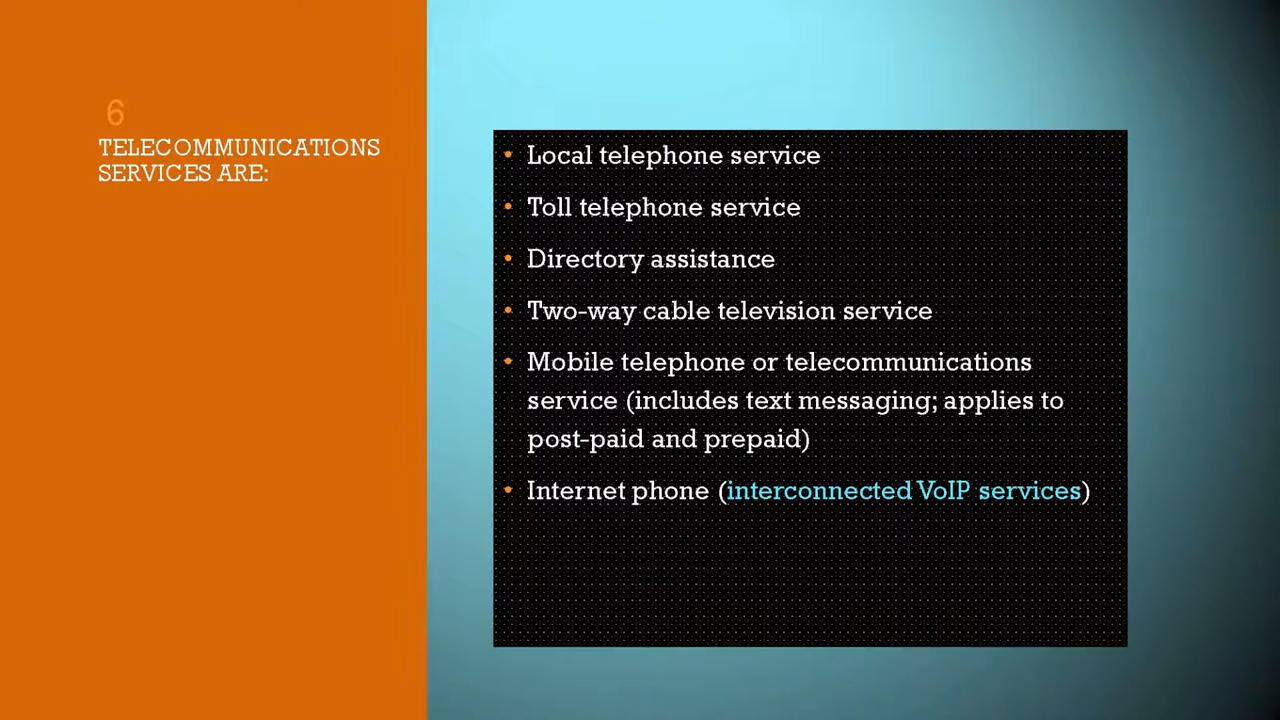 6
TELECOMMUNICATIONS
SERVICES ARE:
• Local telephone service
• Toll telephone service
• Directory assistance
• Two-way cable television service
• Mobile telephone or telecommunications
service (includes text messaging; applies to
post-paid and prepaid)
• Internet phone (interconnected VoIP services)